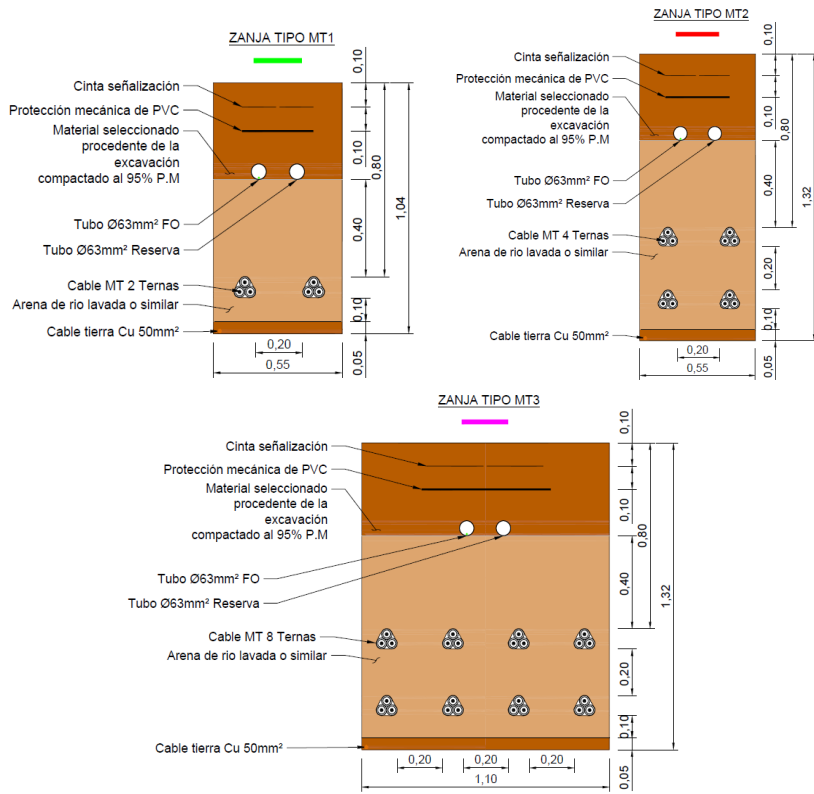 ZANJA TIPO MT1
Cinta señalización
Protección mecánica de PVC
Material seleccionado
procedente de la
excavación
compactado al 95% P.M
Tubo Ø63mm² FO
Tubo Ø63mm² Reserva
Cable MT 2 Ternas
Arena de rio lavada o similar
Cable tierra Cu 50mm²
0,10
0,10
0,80
0,40
1,04
0,10
0,05
0,20
0,55
ZANJA TIPO MT2
Cinta señalización
Protección mecánica de PVC
Material seleccionado
procedente de la
excavación
compactado al 95% P.M
Tubo Ø63mm² FO
Tubo Ø63mm² Reserva
Cable MT 4 Ternas
Arena de rio lavada o similar
Cable tierra Cu 50mm²
0,10
0,10
0,80
0,40
1,32
0,20
0,10
0,05
0,20
0,55
ZANJA TIPO MT3
Cinta señalización
Protección mecánica de PVC
Material seleccionado
procedente de la
excavación
compactado al 95% P.M
Tubo Ø63mm² FO
Tubo Ø63mm² Reserva
Cable MT 8 Ternas
Arena de rio lavada o similar
Cable tierra Cu 50mm²
0,10
0,10
0,80
0,40
1,32
0,20
0,10
0,05
0,20
0,20
0,20
1,10